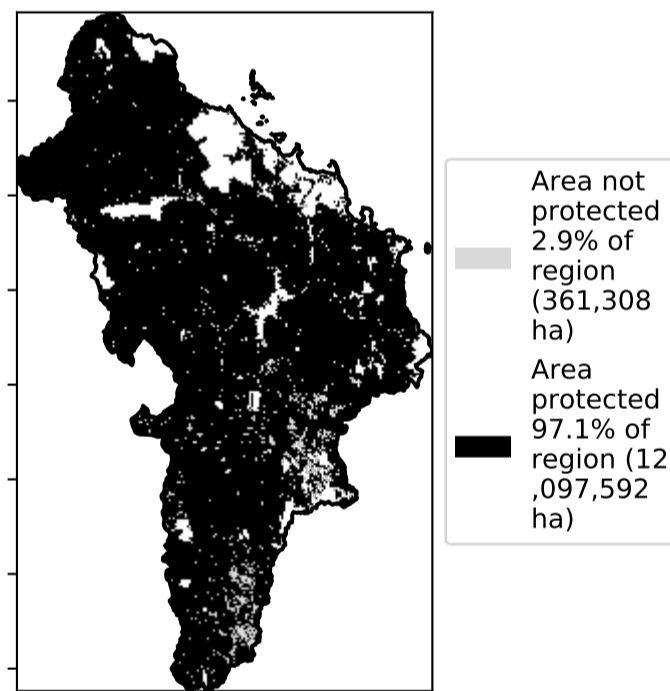 Area not
protected
2.9% of
region
(361,308
ha)
Area
protected
97.1% of
region (12
,097,592
ha)